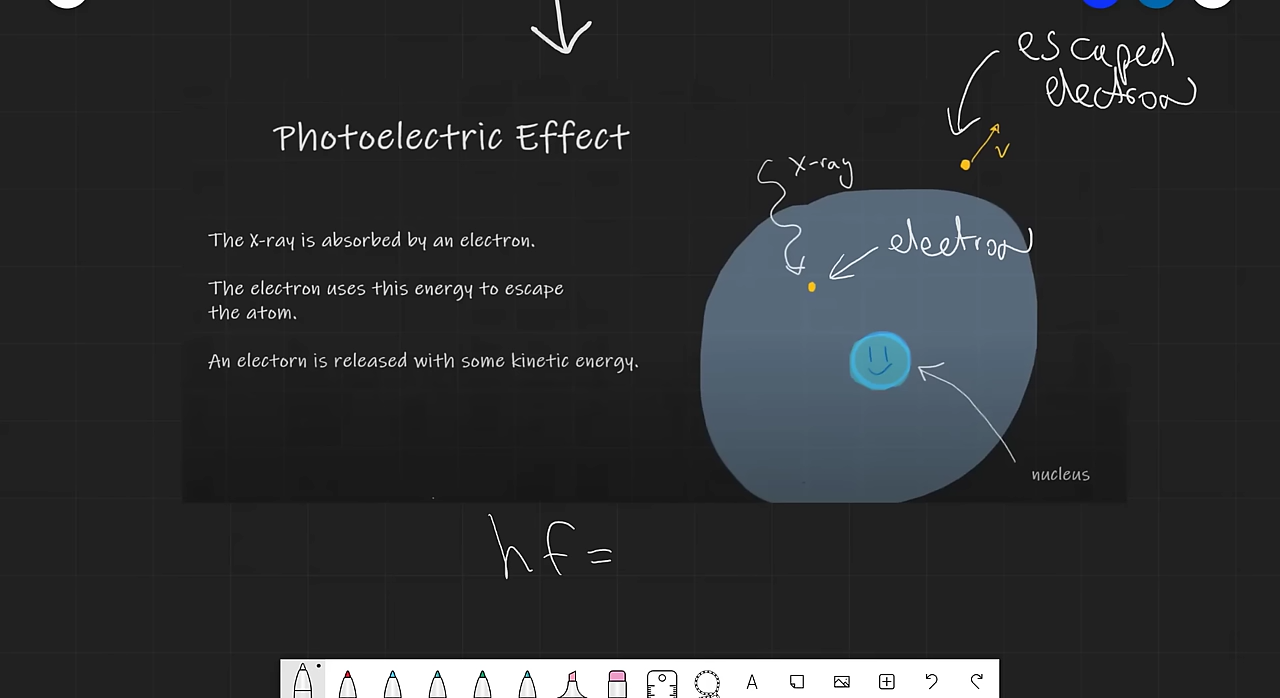 escaped
electron
Photoelectric Effect
v
X-ray
The X-ray is absorbed by an electron.
electron
The electron uses this energy to escape
the atom.
An electorn is released with some kinetic energy.
nucleus
hf=
A